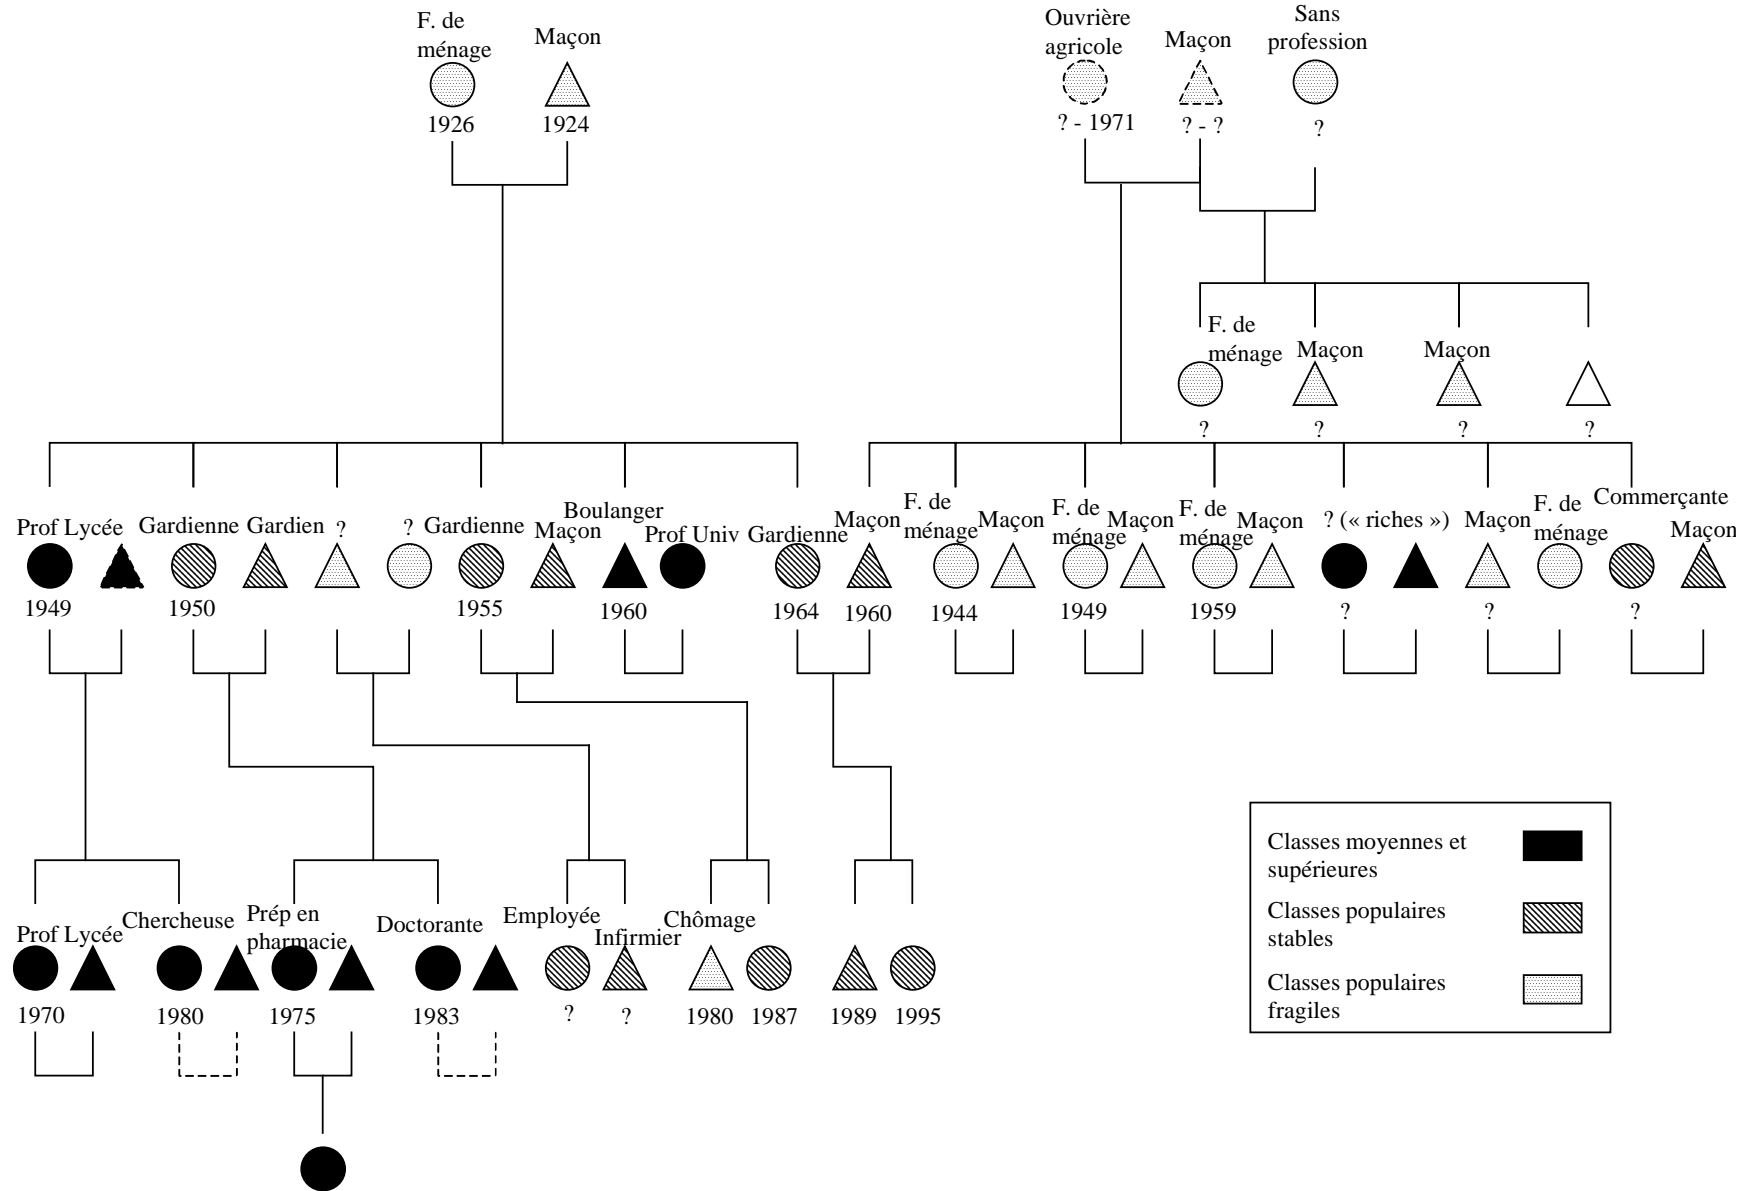 F. de
ménage
Maçon
Ouvrière
agricole
Maçon
Sans
profession
1926
1924
? - 1971
? - ?
?
F. de
ménage
Maçon
Maçon
?
?
?
?
Prof Lycée
Gardienne
Gardien
?
?
Gardienne
Maçon
Boulanger
Prof Univ
Gardienne
Maçon
F. de
ménage
Maçon
F. de
ménage
Maçon
F. de
ménage
Maçon
? (« riches »)
Maçon
F. de
ménage
Commerçante
Maçon
1949
1950
1955
1960
1964
1960
1944
1949
1959
?
?
?
Classes moyennes et
supérieures
Classes populaires
stables
Classes populaires
fragiles
Prof Lycée
Chercheuse
Prép en
pharmacie
Doctorante
Employée
Infirmier
Chômage
1970
1980
1975
1983
?
?
1980
1987
1989
1995